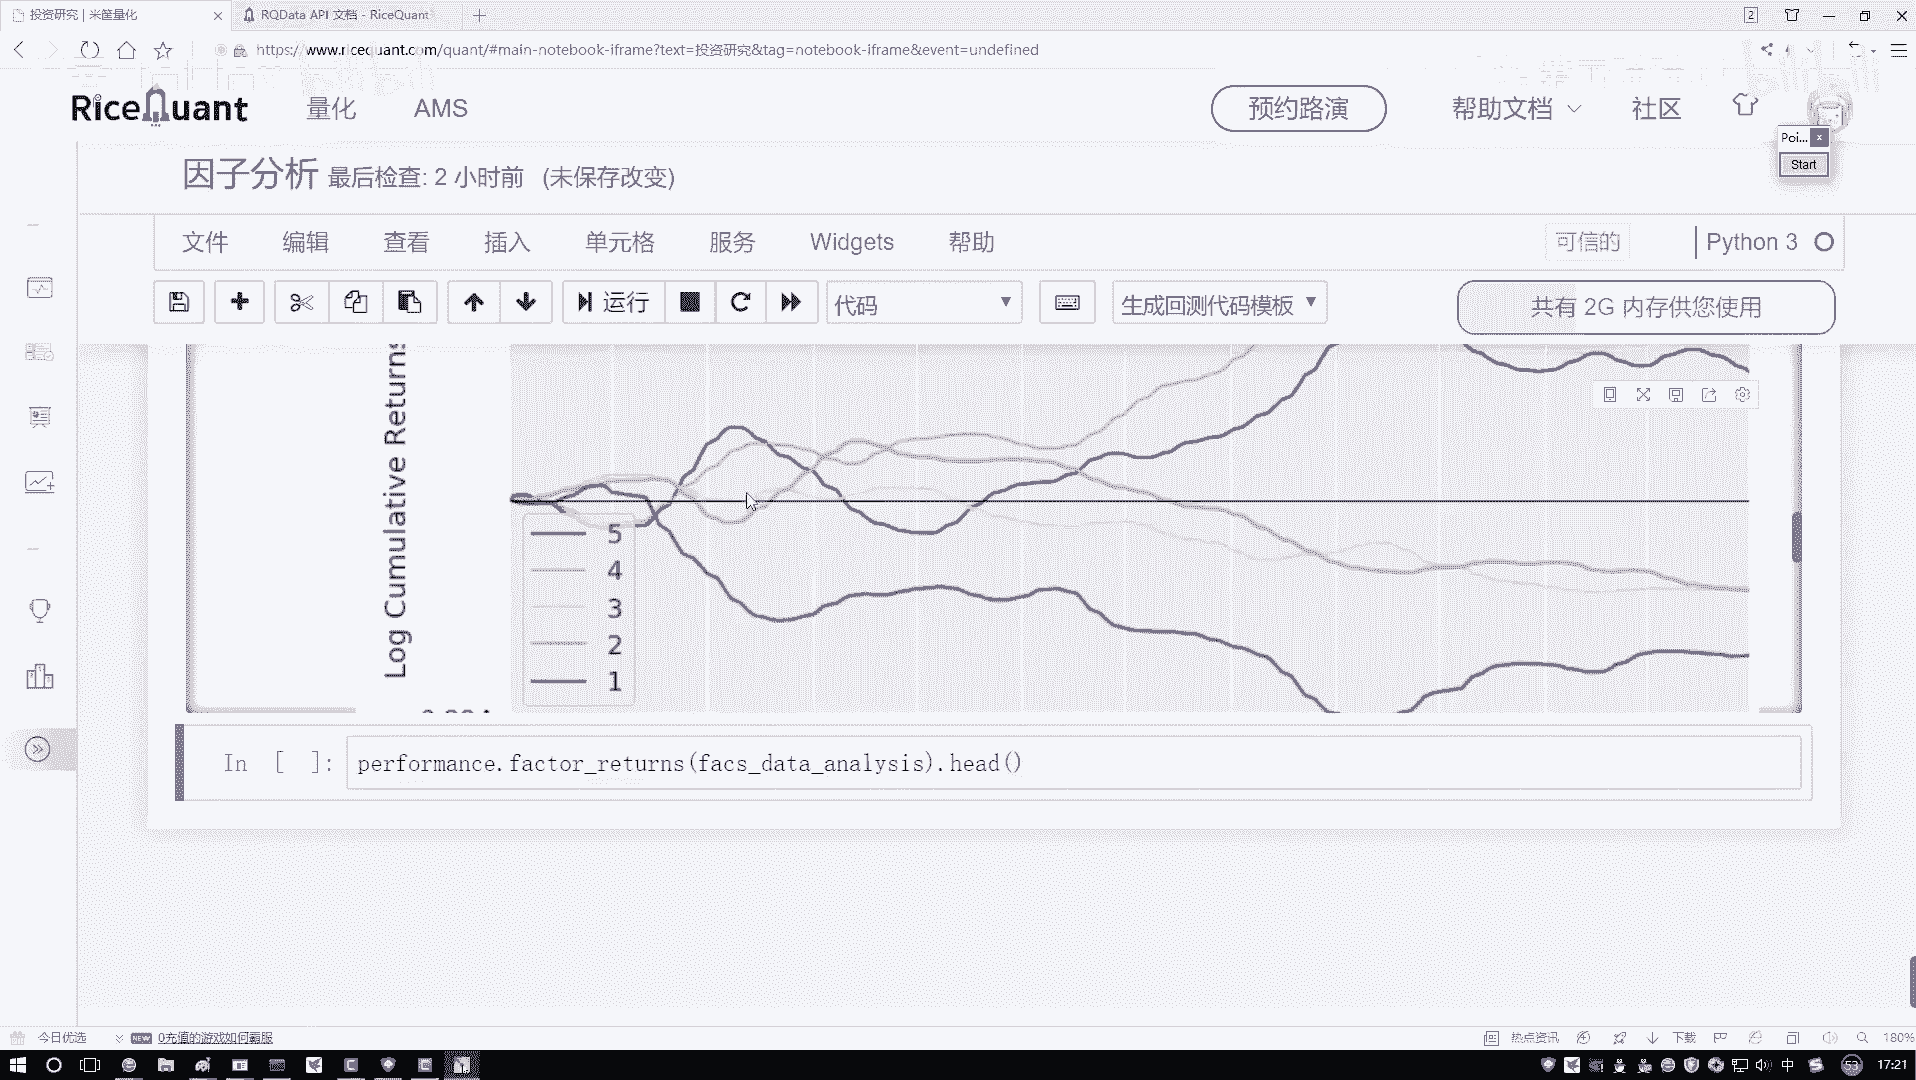 投资研究 | 米筐量化
RQData API 文档 - RiceQuant
2
https://www.ricequant.com/quant/#main-notebook-iframe?text=投资研究&tag=notebook-iframe&event=undefined
RiceQuant
量化
AMS
预约路演
帮助文档
社区
Poi...
Start
因子分析 最后检查: 2 小时前 (未保存改变)
文件 编辑 查看 插入 单元格 服务 Widgets 帮助
可信的
Python 3
运行
代码
生成回测代码模板
共有 2G 内存供您使用
Log Cumulative Returns
5
4
3
2
1
In [ ]: performance.factor_returns(facs_data_analysis).head()
今日优选
NEW
0充值的游戏如何霸服
热点资讯
下载
180%
中
53
17:21